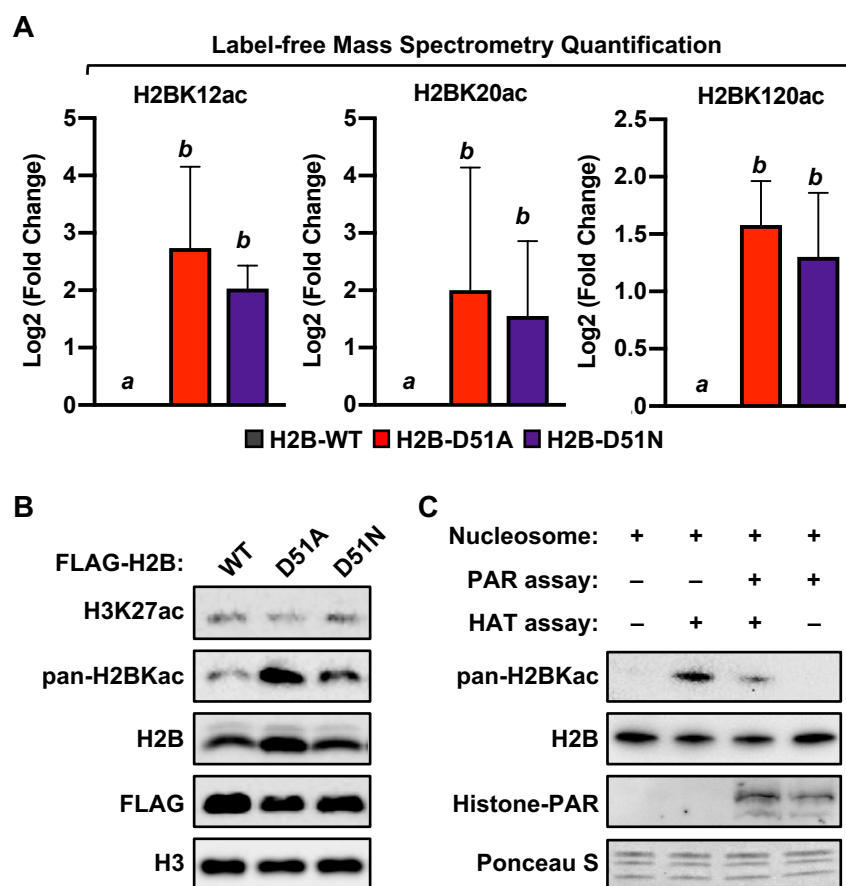 A
Label-free Mass Spectrometry Quantification
H2BK12ac
H2BK20ac
H2BK120ac
Log2 (Fold Change)
5
4
3
2
1
0
a
b
b
Log2 (Fold Change)
5
4
3
2
1
0
a
b
b
Log2 (Fold Change)
2.5
2.0
1.5
1.0
0.5
0.0
a
b
b
H2B-WT H2B-D51A H2B-D51N
B
FLAG-H2B: WT D51A D51N
H3K27ac
pan-H2BKac
H2B
FLAG
H3
C
Nucleosome: + + + +
PAR assay: – – + +
HAT assay: – + + –
pan-H2BKac
H2B
Histone-PAR
Ponceau S